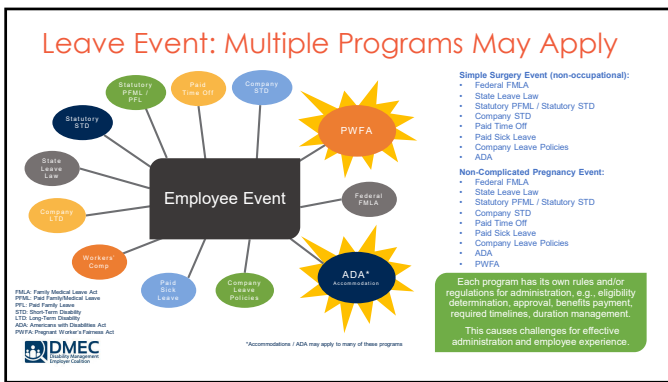 Leave Event: Multiple Programs May Apply
Statutory
PFML /
PFL
Paid
Time Off
Company
STD
Statutory
STD
PWFA
State
Leave
Law
Employee Event
Federal
FMLA
Company
LTD
Workers'
Comp
Paid
Sick
Leave
Company
Leave
Policies
ADA*
Accommodation
Simple Surgery Event (non-occupational):
• Federal FMLA
• State Leave Law
• Statutory PFML / Statutory STD
• Company STD
• Paid Time Off
• Paid Sick Leave
• Company Leave Policies
• ADA
Non-Complicated Pregnancy Event:
• Federal FMLA
• State Leave Law
• Statutory PFML / Statutory STD
• Company STD
• Paid Time Off
• Paid Sick Leave
• Company Leave Policies
• ADA
• PWFA
Each program has its own rules and/or
regulations for administration, e.g., eligibility
determination, approval, benefits payment,
required timelines, duration management.
This causes challenges for effective
administration and employee experience.
FMLA: Family Medical Leave Act
PFML: Paid Family/Medical Leave
PFL: Paid Family Leave
STD: Short-Term Disability
LTD: Long-Term Disability
ADA: Americans with Disabilities Act
PWFA: Pregnant Worker's Fairness Act
DMEC
Disability Management
Employer Coalition
*Accommodations / ADA may apply to many of these programs